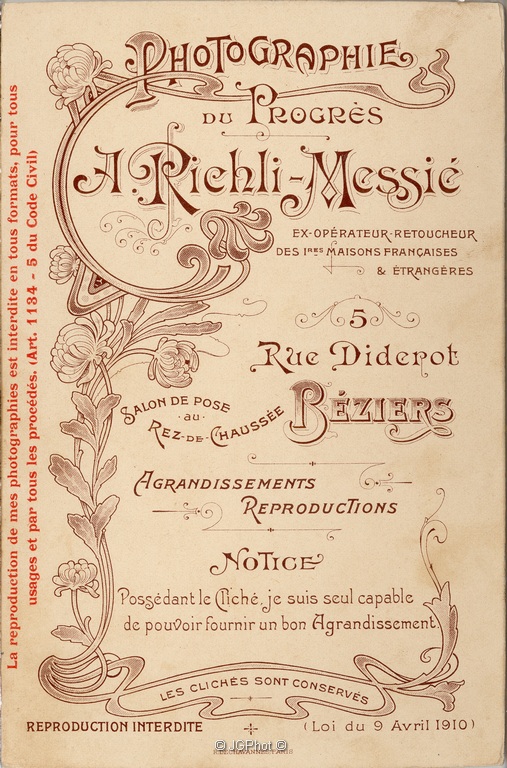 PHOTOGRAPHIE
DU PROGRÈS
A. Richli-Messié
EX-OPÉRATEUR-RETOUCHEUR
DES 1RES MAISONS FRANÇAISES
& ÉTRANGÈRES
5
Rue Diderot
BÉZIERS
SALON DE POSE
AU
REZ-DE-CHAUSSÉE
AGRANDISSEMENTS
REPRODUCTIONS
NOTICE
Possédant le Cliché, je suis seul capable
de pouvoir fournir un bon Agrandissement
LES CLICHÉS SONT CONSERVÉS
REPRODUCTION INTERDITE
(Loi du 9 Avril 1910)
© JGPhot ©
La reproduction de mes photographies est interdite en tous formats, pour tous
usages et par tous les procédés. (Art. 1134 - 5 du Code Civil)